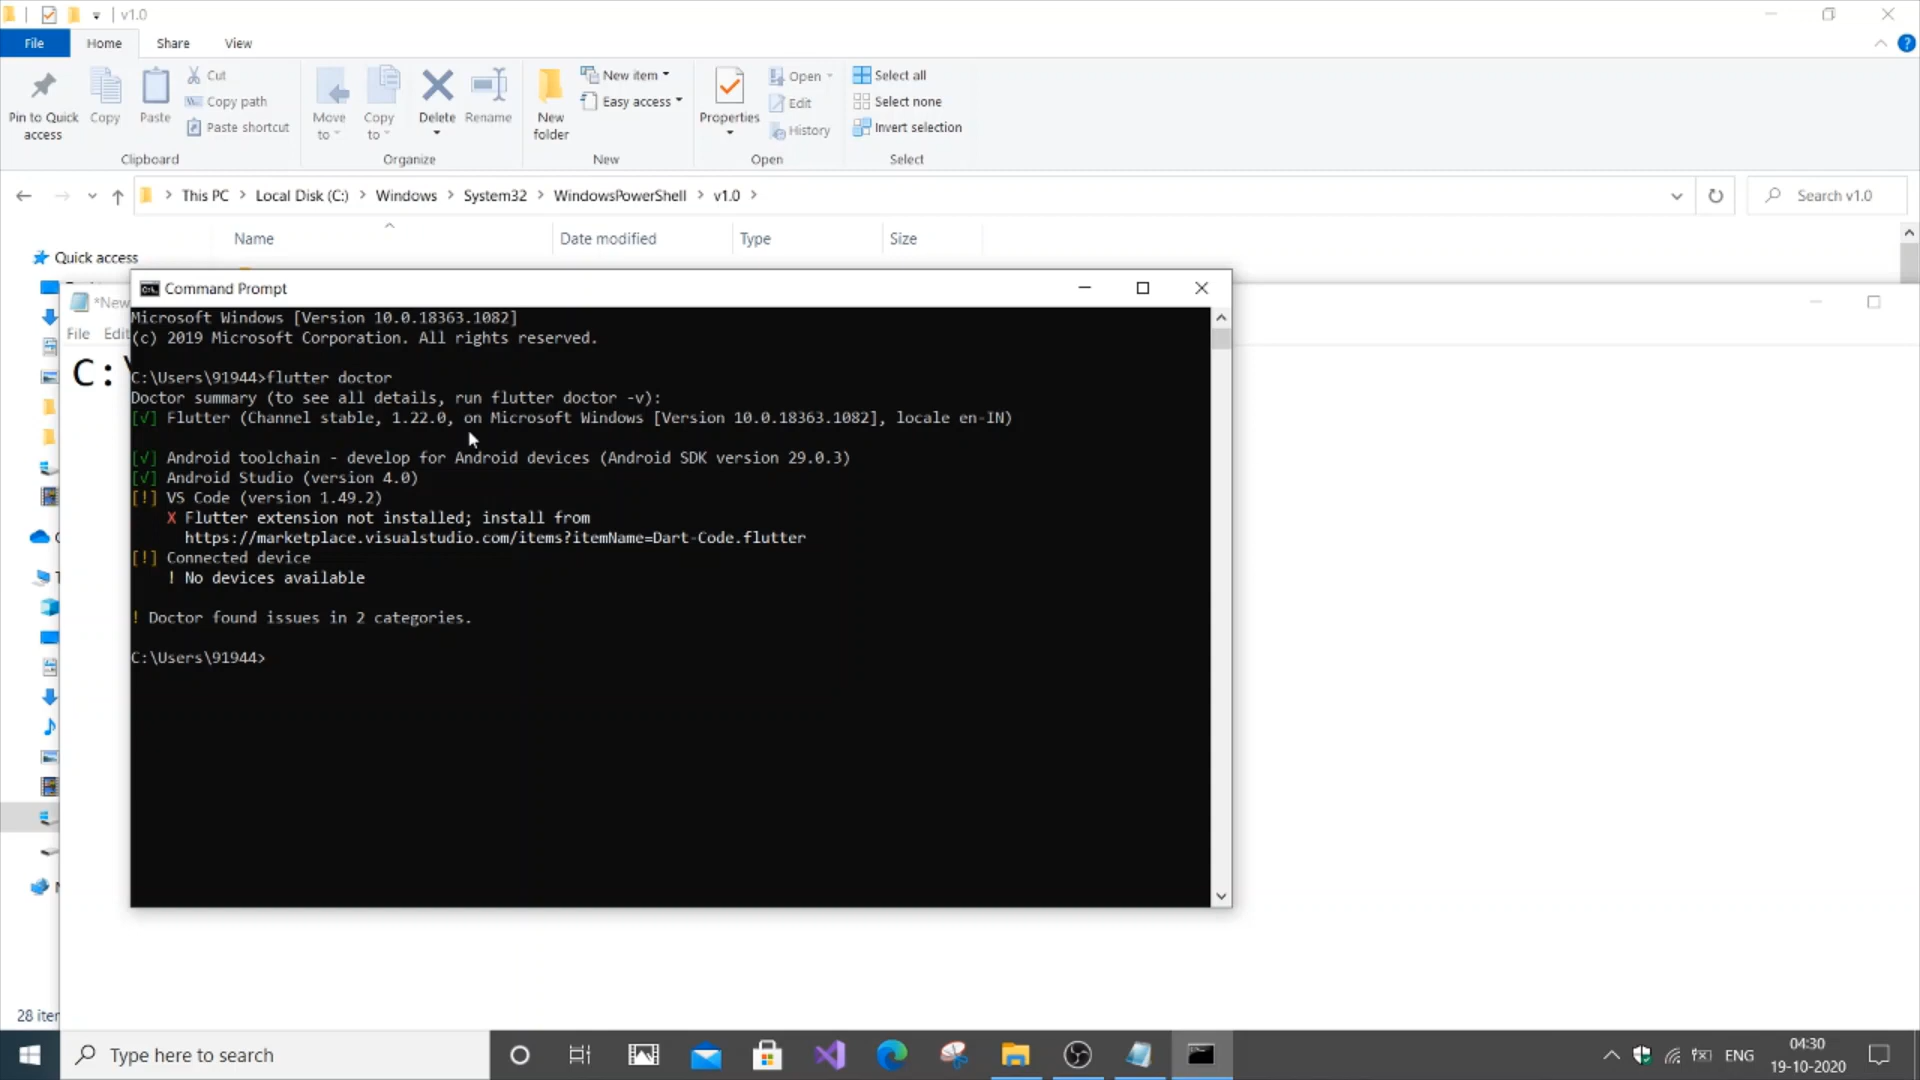 v1.0
File Home Share View
Pin to Quick access
Copy
Paste
Cut
Copy path
Paste shortcut
Clipboard
Move to
Copy to
Delete
Rename
Organize
New folder
New item
Easy access
New
Properties
Open
Edit
History
Open
Select all
Select none
Invert selection
Select
This PC > Local Disk (C:) > Windows > System32 > WindowsPowerShell > v1.0 >
Search v1.0
Name Date modified Type Size
Quick access
*New
File Edit
C:\
Command Prompt
Microsoft Windows [Version 10.0.18363.1082]
(c) 2019 Microsoft Corporation. All rights reserved.
C:\Users\91944>flutter doctor
Doctor summary (to see all details, run flutter doctor -v):
[√] Flutter (Channel stable, 1.22.0, on Microsoft Windows [Version 10.0.18363.1082], locale en-IN)
[√] Android toolchain - develop for Android devices (Android SDK version 29.0.3)
[√] Android Studio (version 4.0)
[!] VS Code (version 1.49.2)
X Flutter extension not installed; install from
https://marketplace.visualstudio.com/items?itemName=Dart-Code.flutter
[!] Connected device
! No devices available
! Doctor found issues in 2 categories.
C:\Users\91944>
28 iter
Type here to search
ENG
04:30
19-10-2020